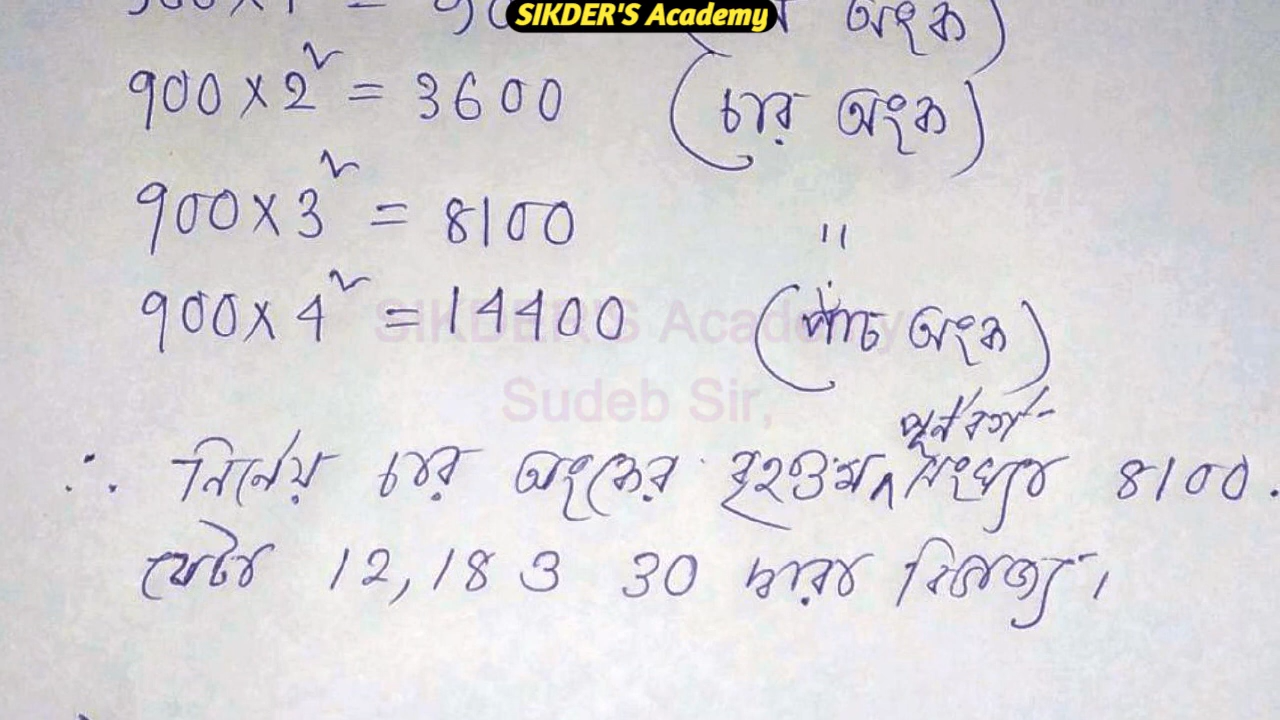 SIKDER'S Academy
অংক)
900 × 2² = 3600 (চার অংক)
900 × 3² = 8100 "
900 × 4² = 14400 (পাঁচ অংক)
SIKDER'S Academy
Sudeb Sir,
পূর্নবর্গ
∴ নির্নেয় চার অংকের বৃহত্তম ^ সংখ্যা 8100.
যেটা 12, 18 ও 30 দ্বারা বিভাজ্য।